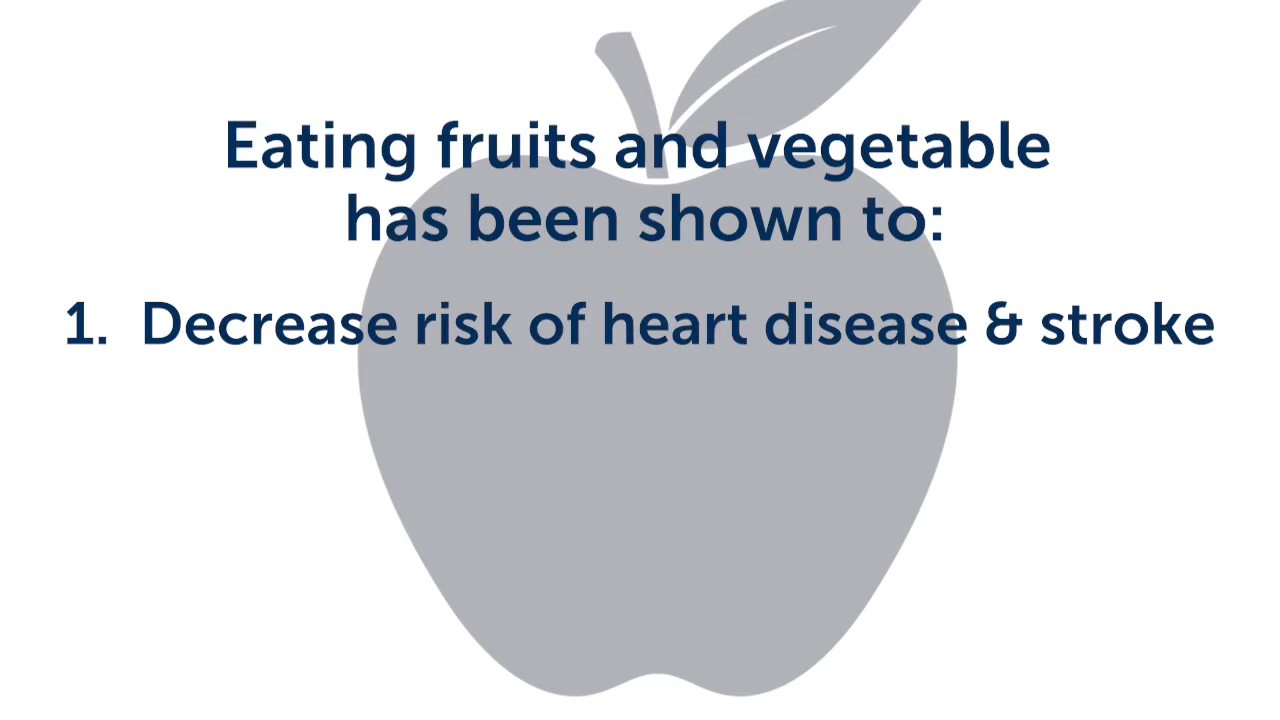 Eating fruits and vegetable
has been shown to:
1. Decrease risk of heart disease & stroke